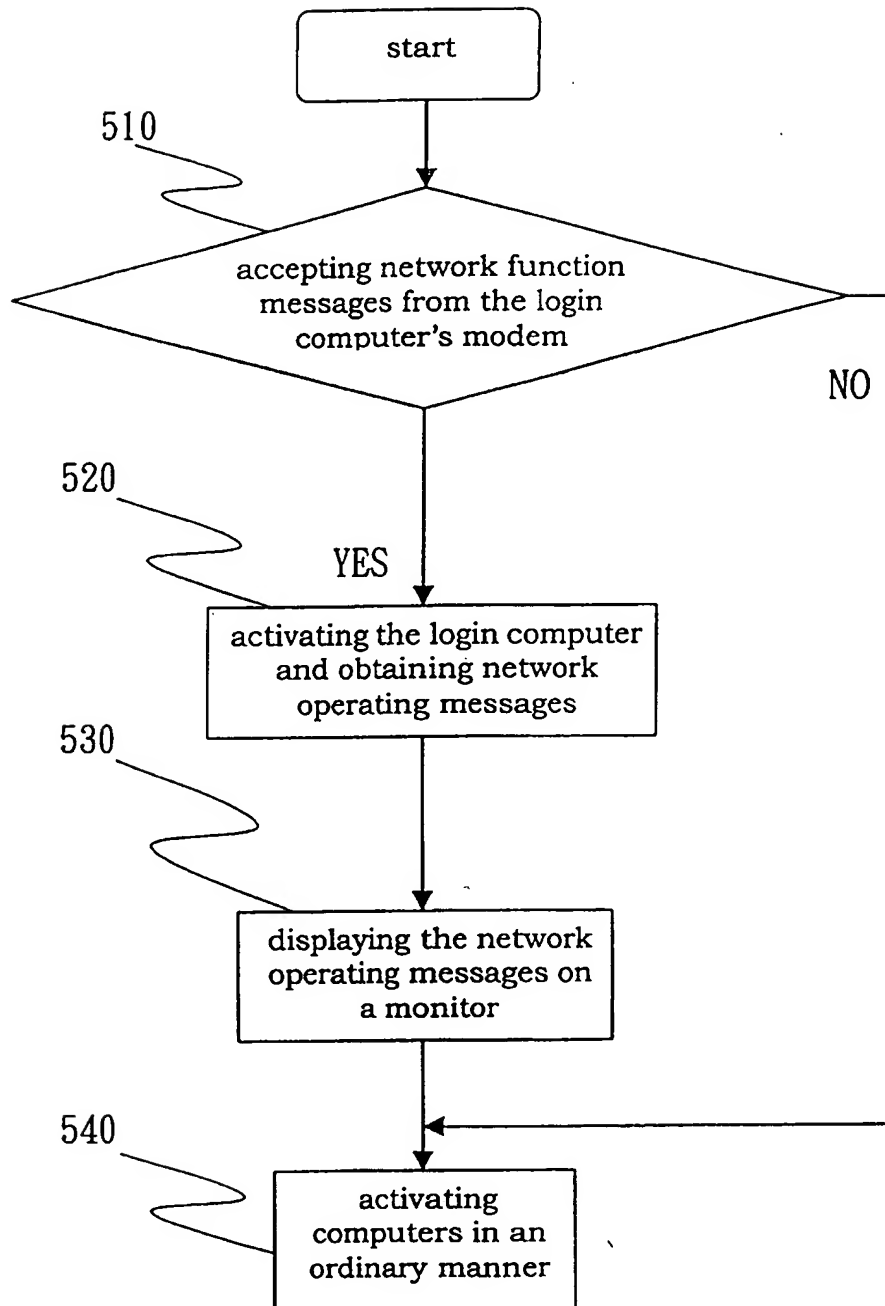 start
510
accepting network function
messages from the login
computer's modem
NO
520
YES
activating the login computer
and obtaining network
operating messages
530
displaying the network
operating messages on
a monitor
540
activating
computers in an
ordinary manner